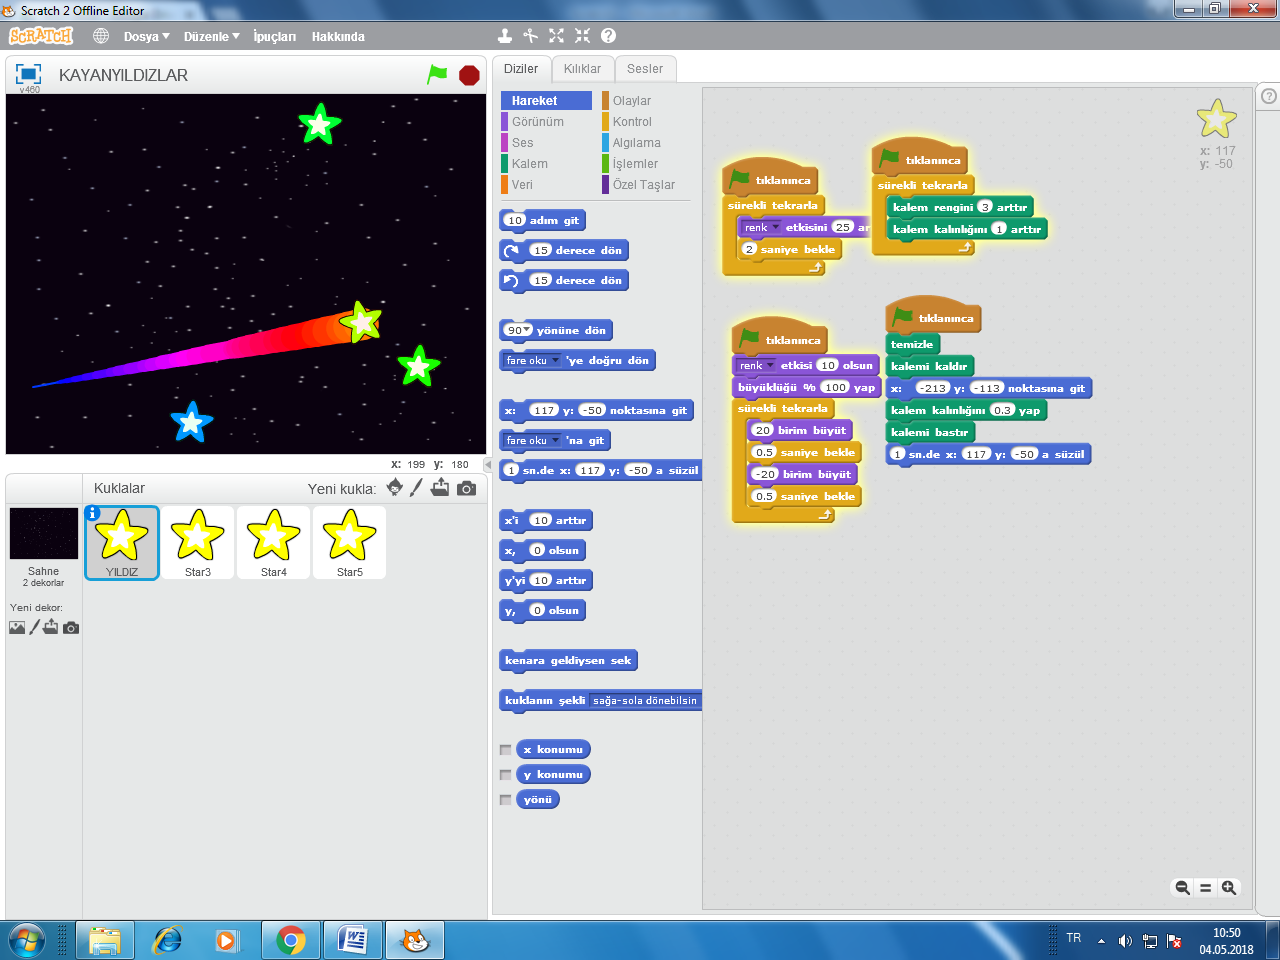 Scratch 2 Offline Editor
SCRATCH
Dosya
Düzenle
İpuçları
Hakkında
KAYANYILDIZLAR
v460
x: 199 y: 180
Kuklalar
Yeni kukla:
Sahne
2 dekorlar
Yeni dekor:
YILDIZ
Star3
Star4
Star5
Diziler
Kılıklar
Sesler
Hareket
Görünüm
Ses
Kalem
Veri
Olaylar
Kontrol
Algılama
İşlemler
Özel Taşlar
10 adım git
15 derece dön
15 derece dön
90 yönüne dön
fare oku 'ye doğru dön
x: 117 y: -50 noktasına git
fare oku 'na git
1 sn.de x: 117 y: -50 a süzül
x'i 10 arttır
x, 0 olsun
y'yi 10 arttır
y, 0 olsun
kenara geldiysen sek
kuklanın şekli sağa-sola dönebilsin
x konumu
y konumu
yönü
tıklanınca
sürekli tekrarla
renk etkisini 25 ar
2 saniye bekle
tıklanınca
sürekli tekrarla
kalem rengini 3 arttır
kalem kalınlığını 1 arttır
tıklanınca
renk etkisi 10 olsun
büyüklüğü % 100 yap
sürekli tekrarla
20 birim büyüt
0.5 saniye bekle
-20 birim büyüt
0.5 saniye bekle
tıklanınca
temizle
kalemi kaldır
x: -213 y: -113 noktasına git
kalem kalınlığını 0.3 yap
kalemi bastır
1 sn.de x: 117 y: -50 a süzül
x: 117
y: -50
TR
10:50
04.05.2018